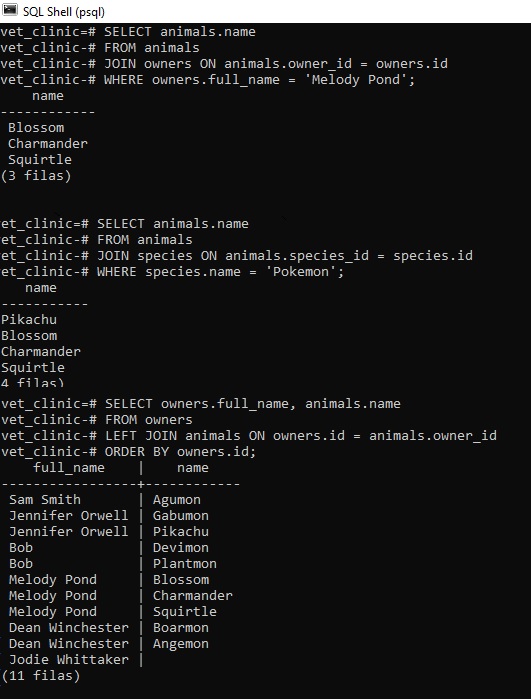 SQL Shell (psql)
vet_clinic=# SELECT animals.name
vet_clinic-# FROM animals
vet_clinic-# JOIN owners ON animals.owner_id = owners.id
vet_clinic-# WHERE owners.full_name = 'Melody Pond';
name
------------
Blossom
Charmander
Squirtle
(3 filas)
vet_clinic=# SELECT animals.name
vet_clinic-# FROM animals
vet_clinic-# JOIN species ON animals.species_id = species.id
vet_clinic-# WHERE species.name = 'Pokemon';
name
-----------
Pikachu
Blossom
Charmander
Squirtle
4 filas)
vet_clinic=# SELECT owners.full_name, animals.name
vet_clinic-# FROM owners
vet_clinic-# LEFT JOIN animals ON owners.id = animals.owner_id
vet_clinic-# ORDER BY owners.id;
full_name | name
-----------------+------------
Sam Smith | Agumon
Jennifer Orwell | Gabumon
Jennifer Orwell | Pikachu
Bob | Devimon
Bob | Plantmon
Melody Pond | Blossom
Melody Pond | Charmander
Melody Pond | Squirtle
Dean Winchester | Boarmon
Dean Winchester | Angemon
Jodie Whittaker |
(11 filas)